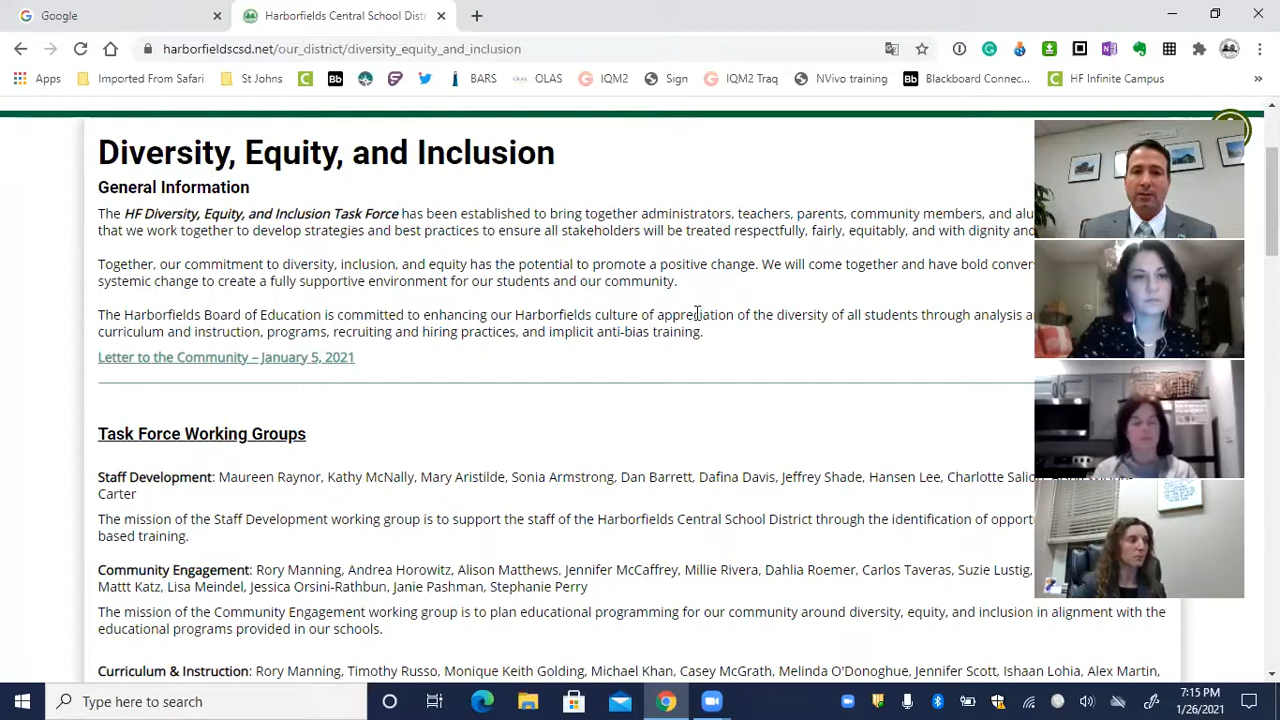 Google
Harborfields Central School Distr
harborfieldscsd.net/our_district/diversity_equity_and_inclusion
Apps Imported From Safari St Johns Bb BARS OLAS IQM2 Sign IQM2 Traq NVivo training Bb Blackboard Connec... HF Infinite Campus
Diversity, Equity, and Inclusion
General Information
The HF Diversity, Equity, and Inclusion Task Force has been established to bring together administrators, teachers, parents, community members, and alu
that we work together to develop strategies and best practices to ensure all stakeholders will be treated respectfully, fairly, equitably, and with dignity and
Together, our commitment to diversity, inclusion, and equity has the potential to promote a positive change. We will come together and have bold conver
systemic change to create a fully supportive environment for our students and our community.
The Harborfields Board of Education is committed to enhancing our Harborfields culture of appreciation of the diversity of all students through analysis a
curriculum and instruction, programs, recruiting and hiring practices, and implicit anti-bias training.
Letter to the Community – January 5, 2021
Task Force Working Groups
Staff Development: Maureen Raynor, Kathy McNally, Mary Aristilde, Sonia Armstrong, Dan Barrett, Dafina Davis, Jeffrey Shade, Hansen Lee, Charlotte
Carter
The mission of the Staff Development working group is to support the staff of the Harborfields Central School District through the identification of opport
based training.
Community Engagement: Rory Manning, Andrea Horowitz, Alison Matthews, Jennifer McCaffrey, Millie Rivera, Dahlia Roemer, Carlos Taveras, Suzie Lustig,
Mattt Katz, Lisa Meindel, Jessica Orsini-Rathbun, Janie Pashman, Stephanie Perry
The mission of the Community Engagement working group is to plan educational programming for our community around diversity, equity, and inclusion in alignment with the
educational programs provided in our schools.
Curriculum & Instruction: Rory Manning, Timothy Russo, Monique Keith Golding, Michael Khan, Casey McGrath, Melinda O'Donoghue, Jennifer Scott, Ishaan Lohia, Alex Martin,
Type here to search
7:15 PM
1/26/2021